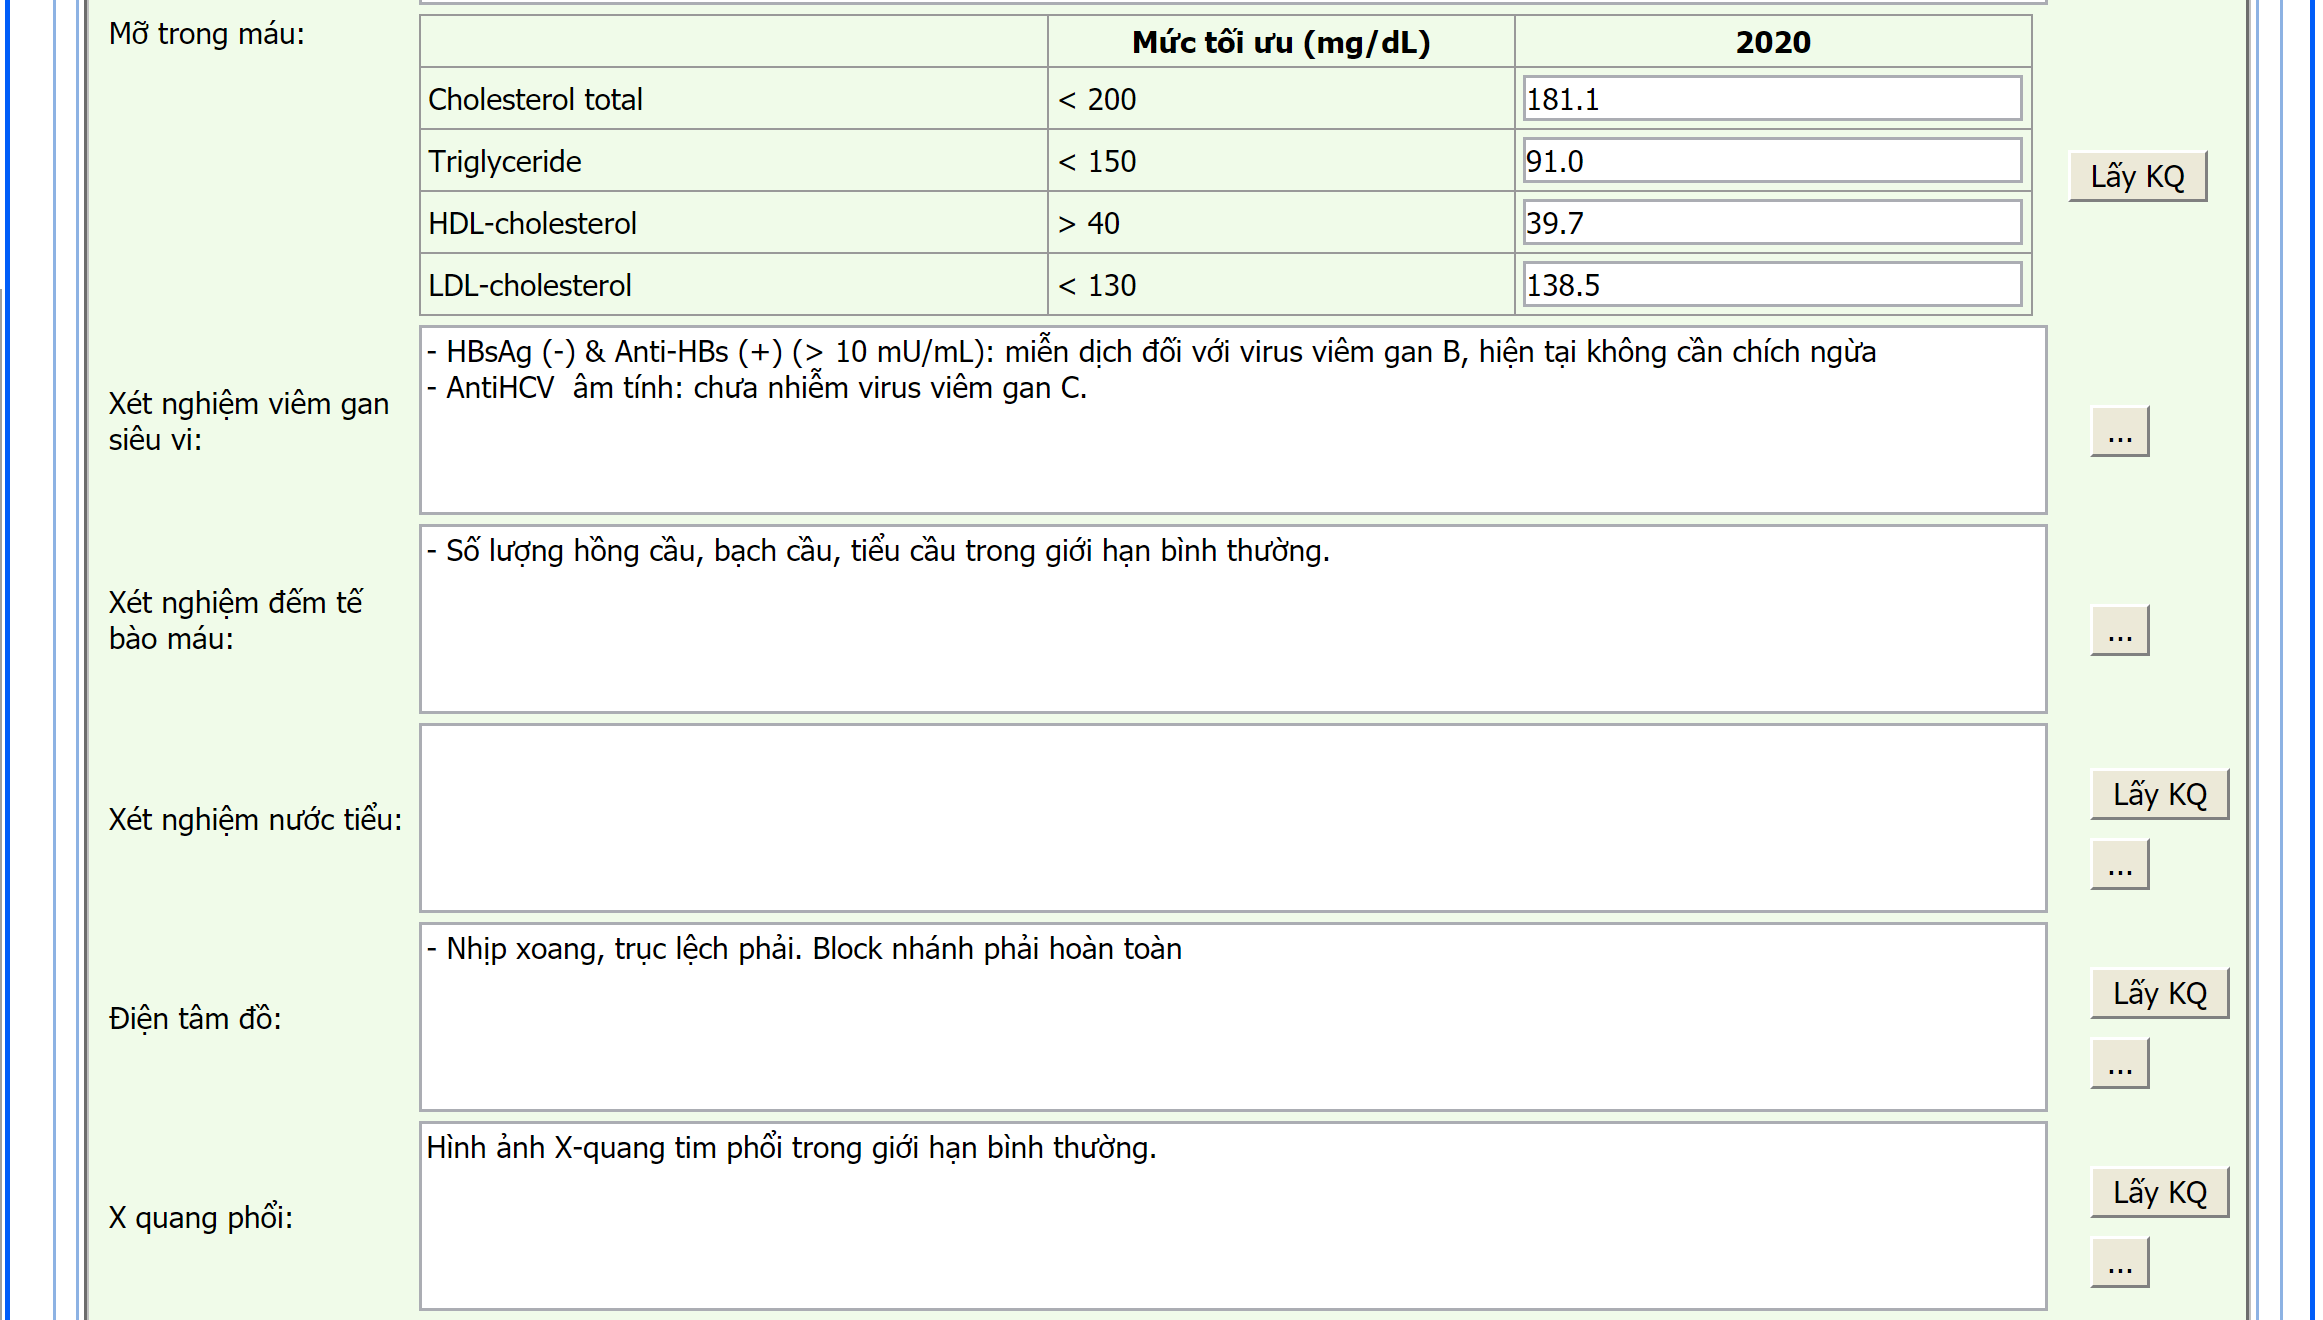 Mỡ trong máu:
Mức tối ưu (mg/dL) 2020
Cholesterol total < 200 181.1
Triglyceride < 150 91.0
Lấy KQ
HDL-cholesterol > 40 39.7
LDL-cholesterol < 130 138.5
Xét nghiệm viêm gan
siêu vi:
- HBsAg (-) & Anti-HBs (+) (> 10 mU/mL): miễn dịch đối với virus viêm gan B, hiện tại không cần chích ngừa
- AntiHCV  âm tính: chưa nhiễm virus viêm gan C.
...
Xét nghiệm đếm tế
bào máu:
- Số lượng hồng cầu, bạch cầu, tiểu cầu trong giới hạn bình thường.
...
Xét nghiệm nước tiểu:
Lấy KQ
...
Điện tâm đồ:
- Nhịp xoang, trục lệch phải. Block nhánh phải hoàn toàn
Lấy KQ
...
X quang phổi:
Hình ảnh X-quang tim phổi trong giới hạn bình thường.
Lấy KQ
...